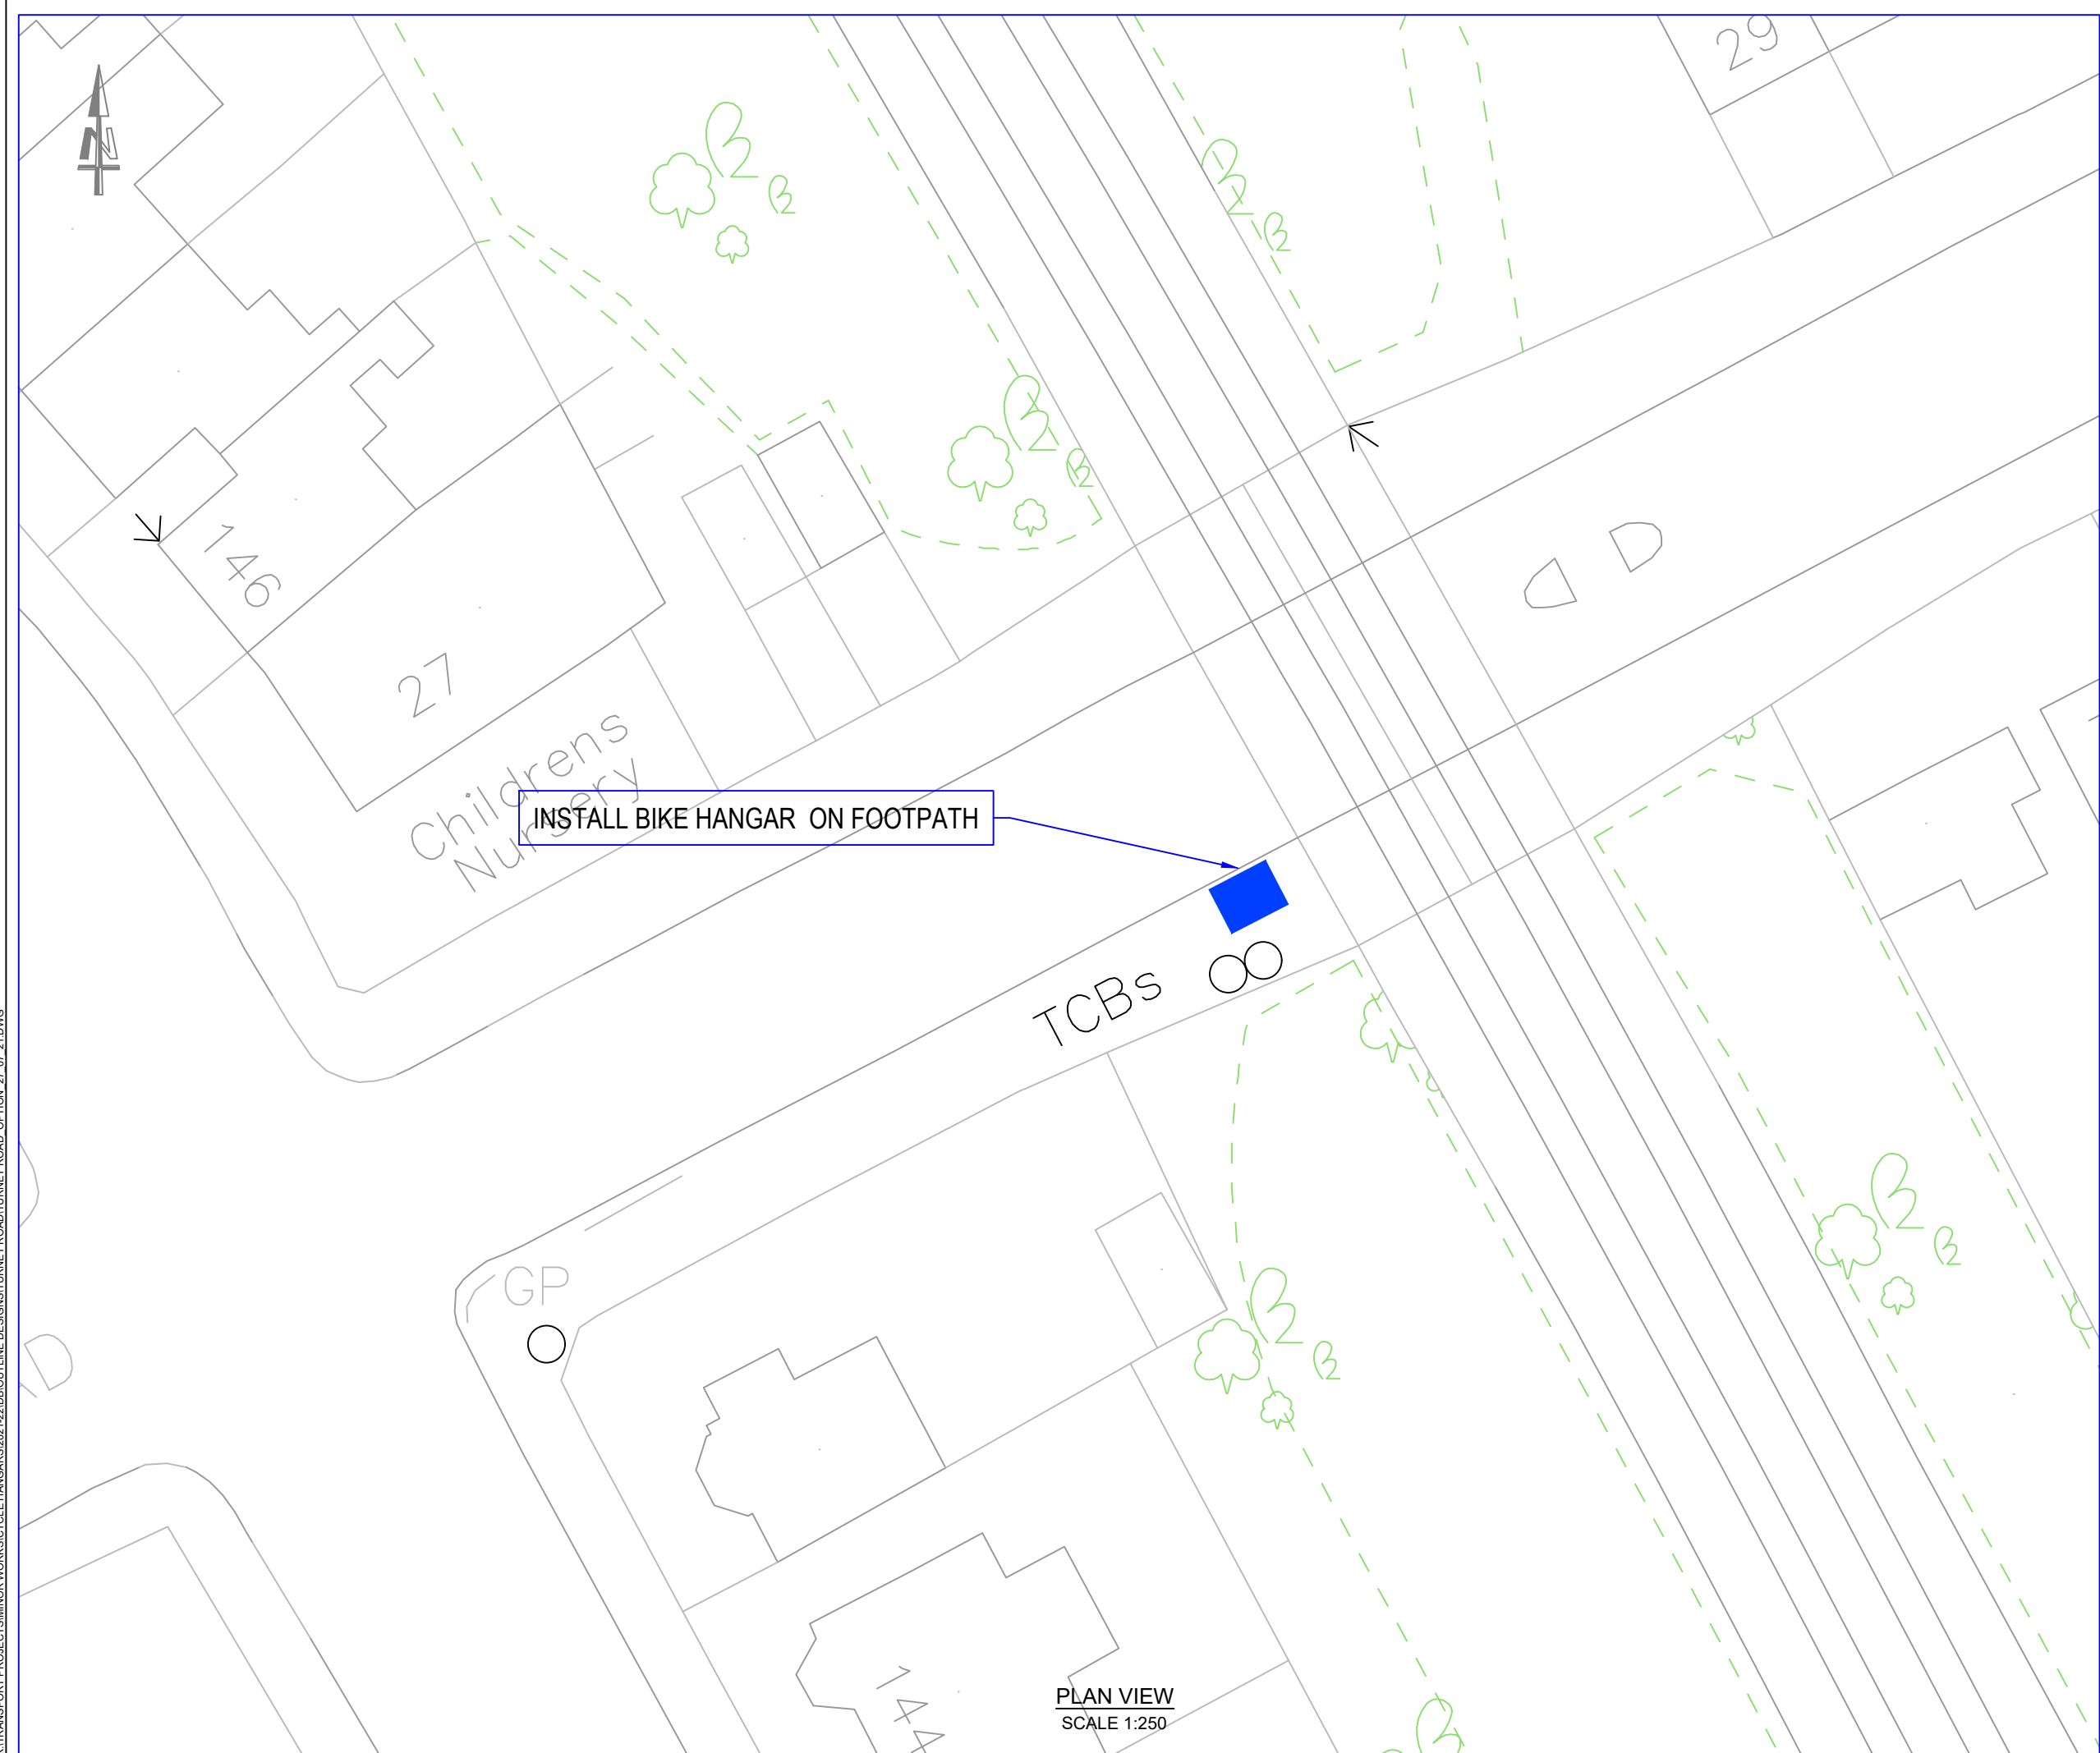 29
N
146
27
Childrens
Nursery
INSTALL BIKE HANGAR  ON FOOTPATH
TCBs
GP
144
PLAN VIEW
SCALE 1:250